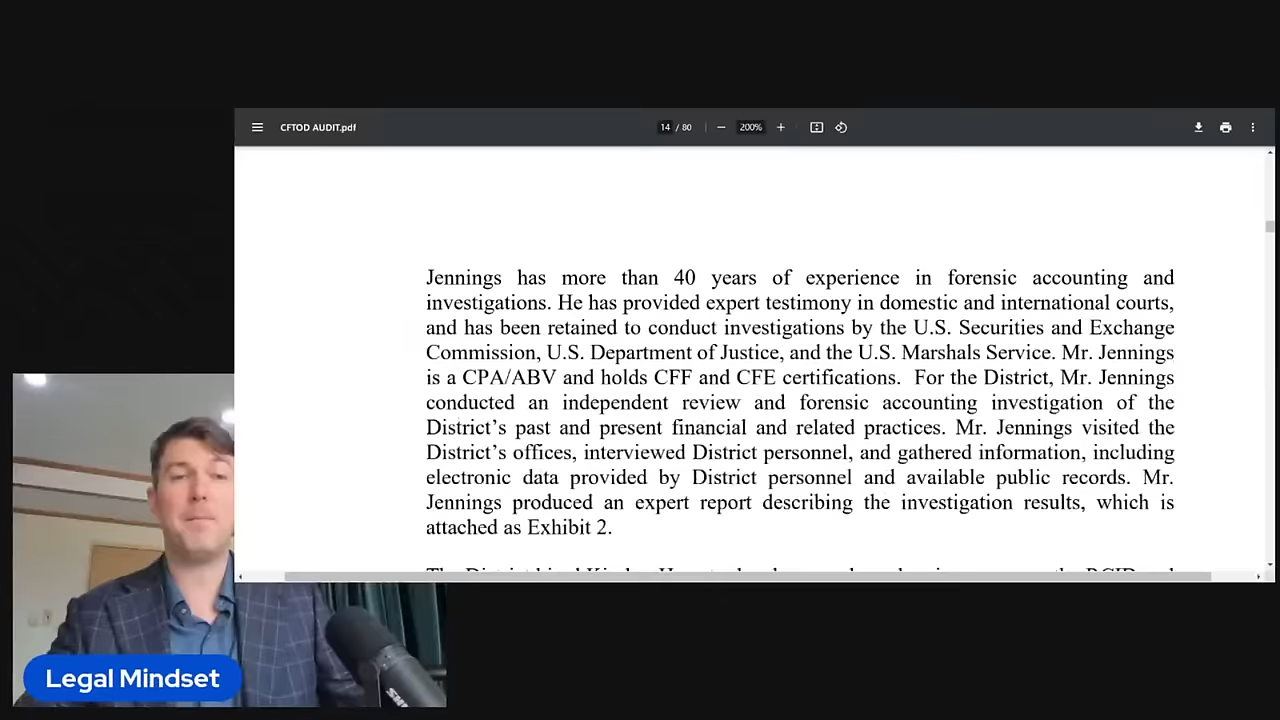 CFTOD AUDIT.pdf
14 / 80
200%
Jennings has more than 40 years of experience in forensic accounting and
investigations. He has provided expert testimony in domestic and international courts,
and has been retained to conduct investigations by the U.S. Securities and Exchange
Commission, U.S. Department of Justice, and the U.S. Marshals Service. Mr. Jennings
is a CPA/ABV and holds CFF and CFE certifications. For the District, Mr. Jennings
conducted an independent review and forensic accounting investigation of the
District's past and present financial and related practices. Mr. Jennings visited the
District's offices, interviewed District personnel, and gathered information, including
electronic data provided by District personnel and available public records. Mr.
Jennings produced an expert report describing the investigation results, which is
attached as Exhibit 2.
Legal Mindset